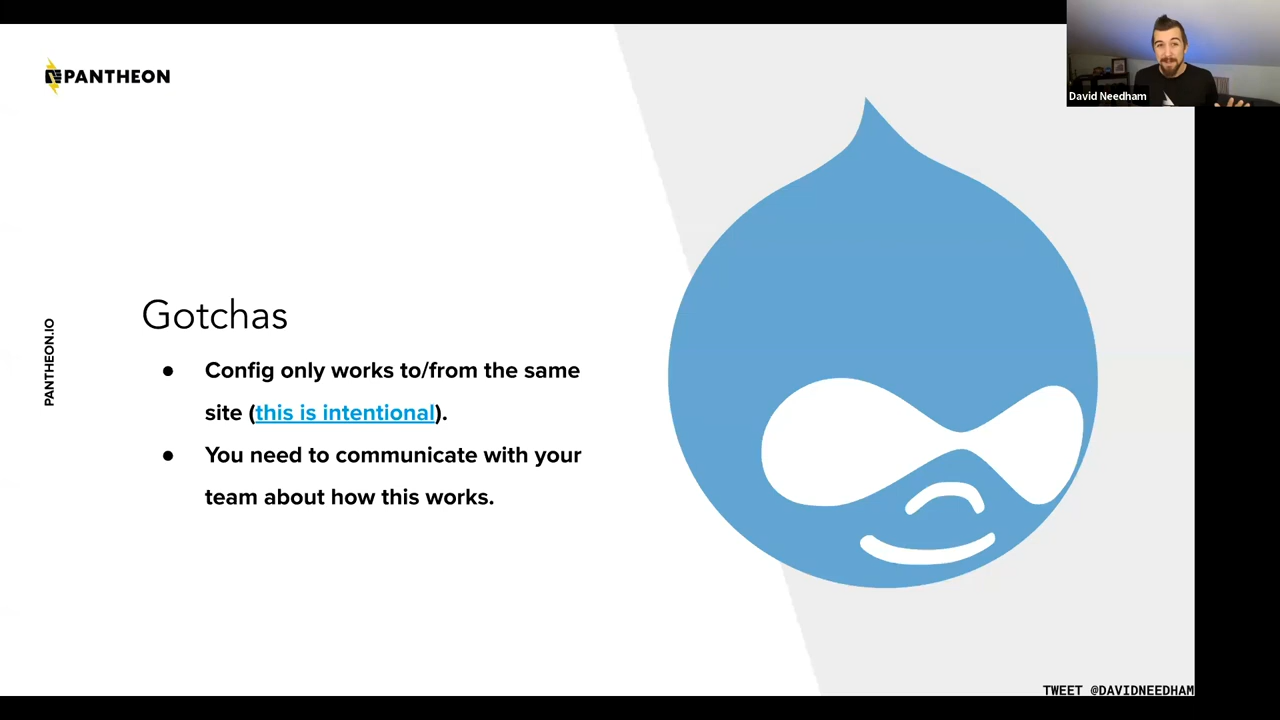 PANTHEON
David Needham
PANTHEON.IO
Gotchas
● Config only works to/from the same
site (this is intentional).
● You need to communicate with your
team about how this works.
TWEET @DAVIDNEEDHAM